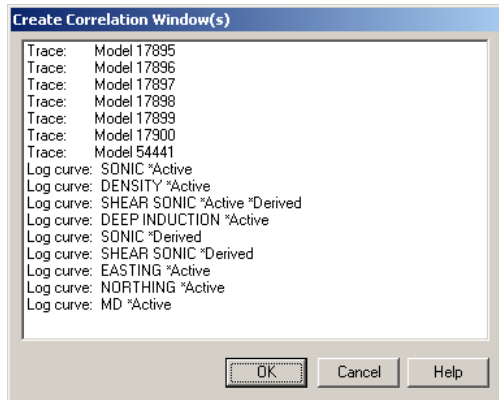 Create Correlation Window(s)
Trace: Model 17895
Trace: Model 17896
Trace: Model 17897
Trace: Model 17898
Trace: Model 17899
Trace: Model 17900
Trace: Model 54441
Log curve: SONIC *Active
Log curve: DENSITY *Active
Log curve: SHEAR SONIC *Active *Derived
Log curve: DEEP INDUCTION *Active
Log curve: SONIC *Derived
Log curve: SHEAR SONIC *Derived
Log curve: EASTING *Active
Log curve: NORTHING *Active
Log curve: MD *Active
OK Cancel Help